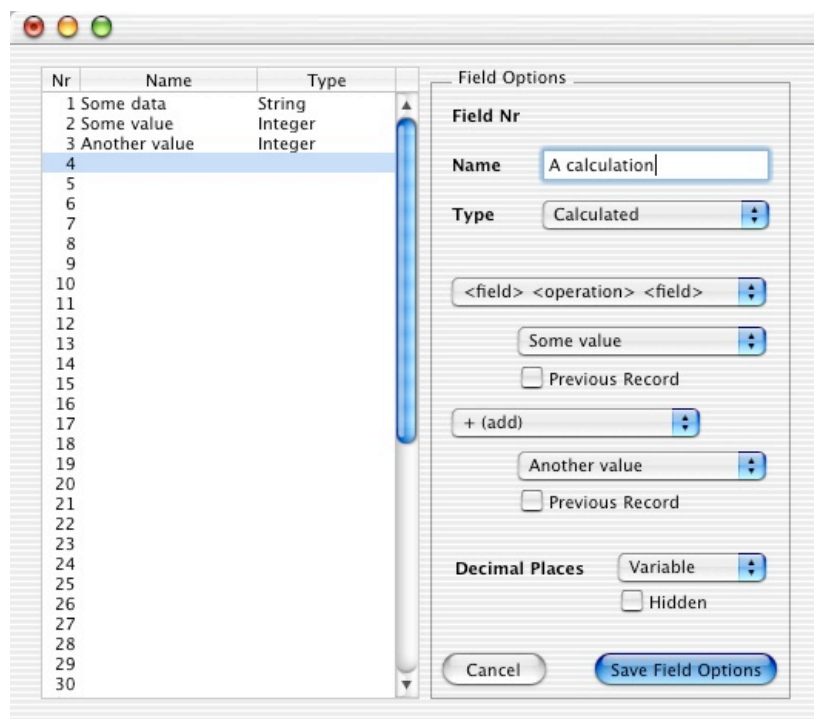 Nr Name Type
1 Some data String
2 Some value Integer
3 Another value Integer
4
5
6
7
8
9
10
11
12
13
14
15
16
17
18
19
20
21
22
23
24
25
26
27
28
29
30
Field Options
Field Nr
Name A calculation
Type Calculated
<field> <operation> <field>
Some value
Previous Record
+ (add)
Another value
Previous Record
Decimal Places Variable
Hidden
Cancel Save Field Options